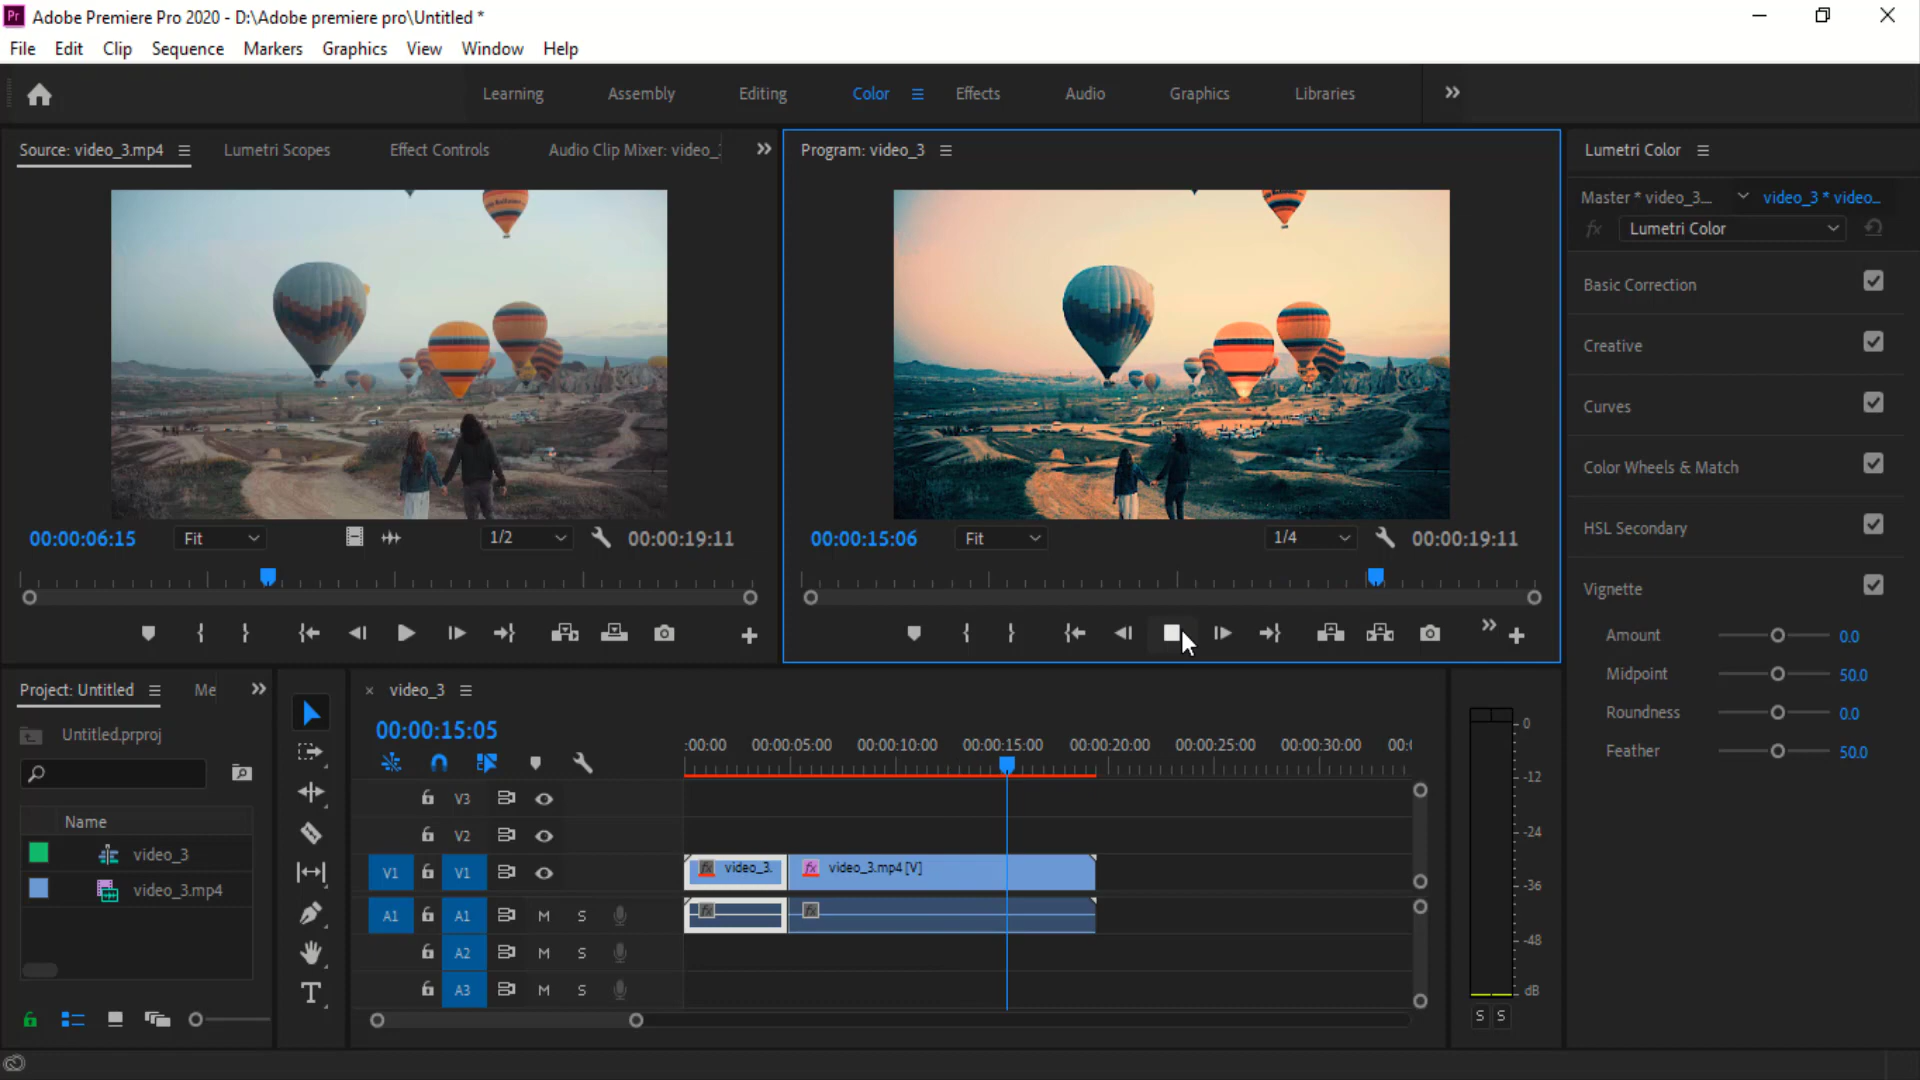 Pr Adobe Premiere Pro 2020 - D:\Adobe premiere pro\Untitled *
File Edit Clip Sequence Markers Graphics View Window Help
Learning Assembly Editing Color Effects Audio Graphics Libraries
Source: video_3.mp4 Lumetri Scopes Effect Controls Audio Clip Mixer: video_
Program: video_3
Lumetri Color
Master * video_3... video_3 * video...
fx Lumetri Color
Basic Correction
Creative
Curves
Color Wheels & Match
HSL Secondary
Vignette
Amount 0.0
Midpoint 50.0
Roundness 0.0
Feather 50.0
00:00:06:15 Fit 1/2 00:00:19:11
00:00:15:06 Fit 1/4 00:00:19:11
Project: Untitled Me
Untitled.prproj
Name
video_3
video_3.mp4
× video_3
00:00:15:05
:00:00 00:00:05:00 00:00:10:00 00:00:15:00 00:00:20:00 00:00:25:00 00:00:30:00 00:
V3
V2
V1 V1 fx video_3. fx video_3.mp4 [V]
A1 A1 M S fx fx
A2 M S
A3 M S
0
-12
-24
-36
-48
dB
S S